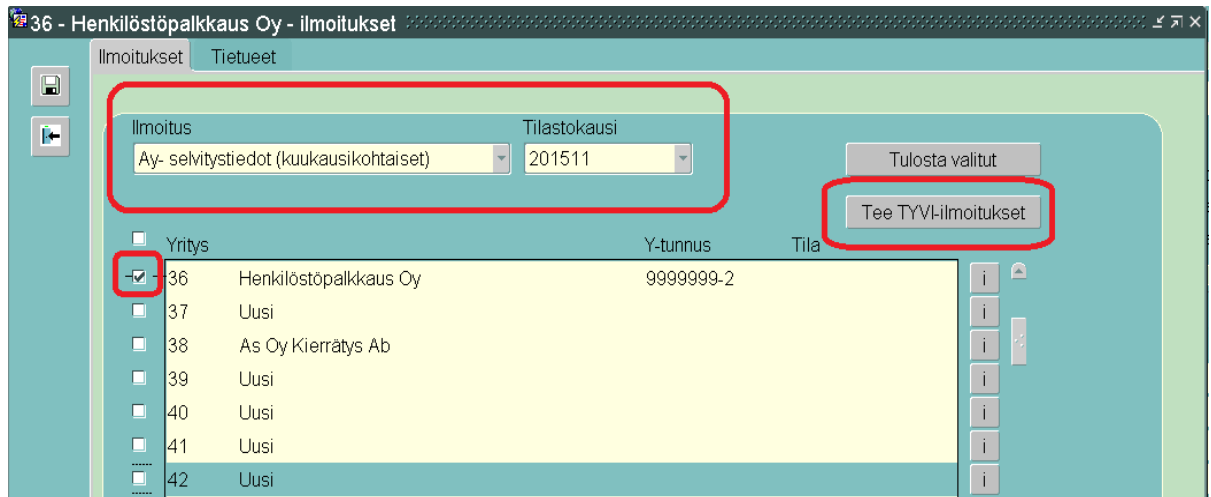 36 - Henkilöstöpalkkaus Oy - ilmoitukset
Ilmoitukset Tietueet
Ilmoitus Tilastokausi
Ay- selvitystiedot (kuukausikohtaiset) 201511
Tulosta valitut
Tee TYVI-ilmoitukset
Yritys Y-tunnus Tila
36 Henkilöstöpalkkaus Oy 9999999-2 i
37 Uusi i
38 As Oy Kierrätys Ab i
39 Uusi i
40 Uusi i
41 Uusi i
42 Uusi i